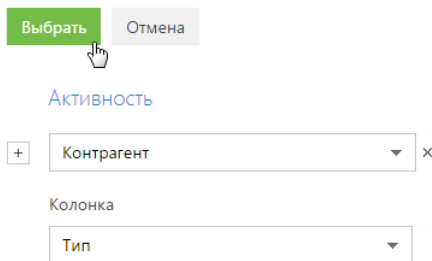 Выбрать Отмена
Активность
Контрагент
Колонка
Тип